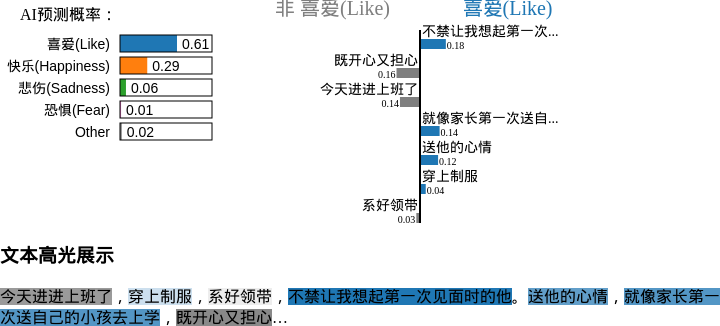 AI预测概率：
喜爱(Like) 0.61
快乐(Happiness) 0.29
悲伤(Sadness) 0.06
恐惧(Fear) 0.01
Other 0.02
非 喜爱(Like) 喜爱(Like)
不禁让我想起第一次...
0.18
既开心又担心
0.16
今天进进上班了
0.14
就像家长第一次送自...
0.14
送他的心情
0.12
穿上制服
0.04
系好领带
0.03
文本高光展示
今天进进上班了，穿上制服，系好领带，不禁让我想起第一次见面时的他。送他的心情，就像家长第一
次送自己的小孩去上学，既开心又担心...